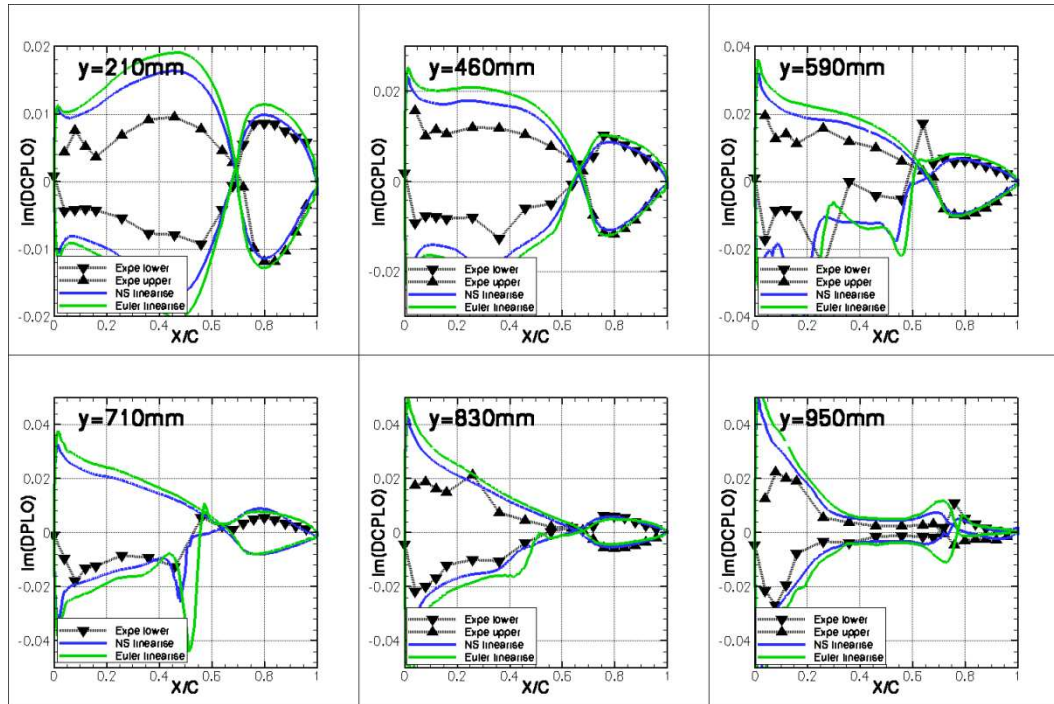 y=210mm
Im(DCPLO)
0.02
0.01
0
-0.01
-0.02
0 0.2 0.4 0.6 0.8 1
X/C
Expe lower
Expe upper
NS linearise
Euler linearise
y=460mm
Im(DCPLO)
0.02
0
-0.02
0 0.2 0.4 0.6 0.8 1
X/C
Expe lower
Expe upper
NS linearise
Euler linearise
y=590mm
Im(DCPLO)
0.04
0.02
0
-0.02
-0.04
0 0.2 0.4 0.6 0.8 1
X/C
Expe lower
Expe upper
NS linearise
Euler linearise
y=710mm
Im(DPLO)
0.04
0.02
0
-0.02
-0.04
0 0.2 0.4 0.6 0.8 1
X/C
Expe lower
NS linearise
Euler linearise
y=830mm
Im(DCPLO)
0.04
0.02
0
-0.02
-0.04
0 0.2 0.4 0.6 0.8 1
X/C
Expe lower
Expe upper
NS linearise
Euler linearise
y=950mm
Im(DCPLO)
0.04
0.02
0
-0.02
-0.04
0 0.2 0.4 0.6 0.8 1
X/C
Expe lower
Expe upper
NS linearise
Euler linearise